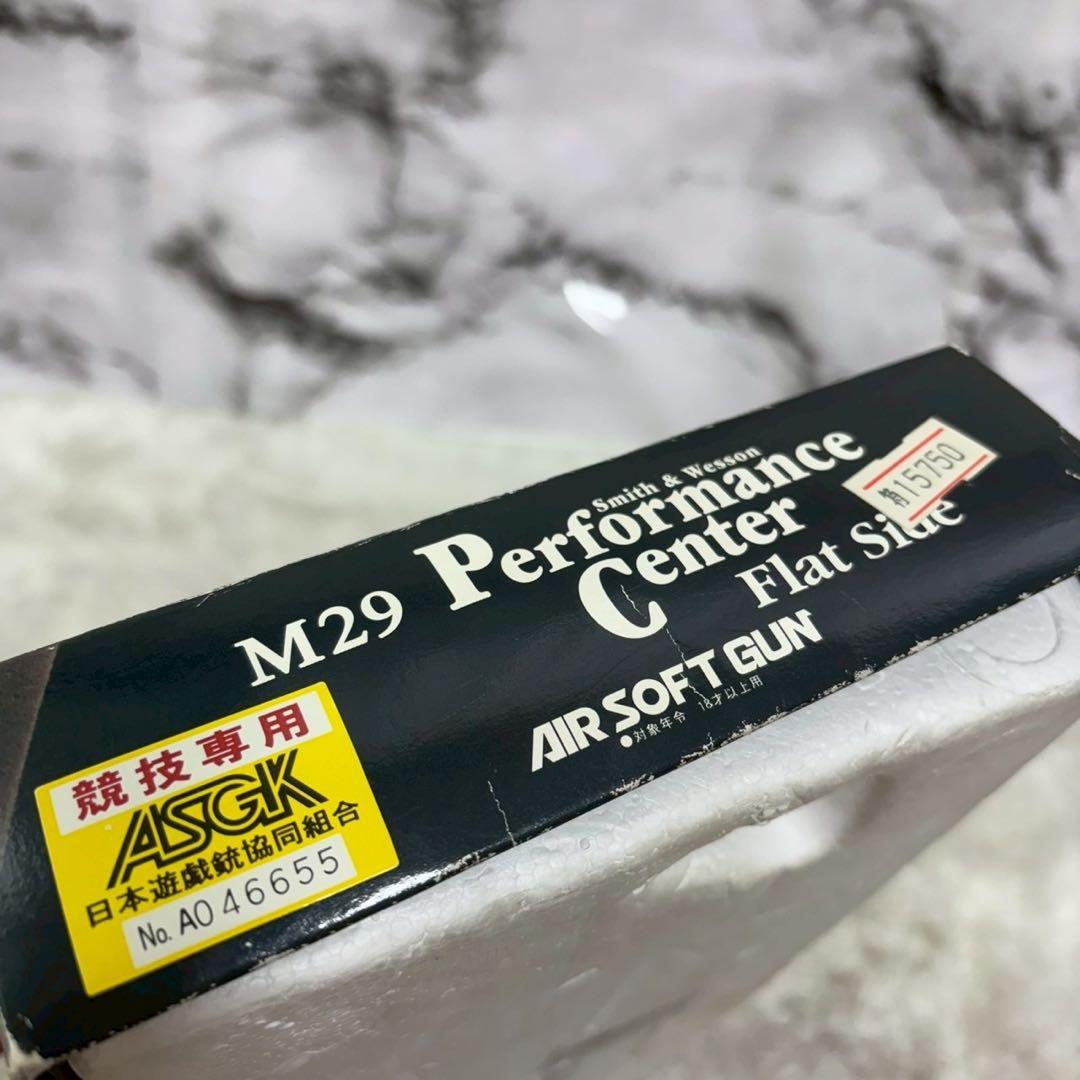 Smith & Wesson
M29 Performance
Center
Flat Side
AIR SOFT GUN
●対象年令 18才以上用
15750
競技専用
ASGK
日本遊戯銃協同組合
No. A046655